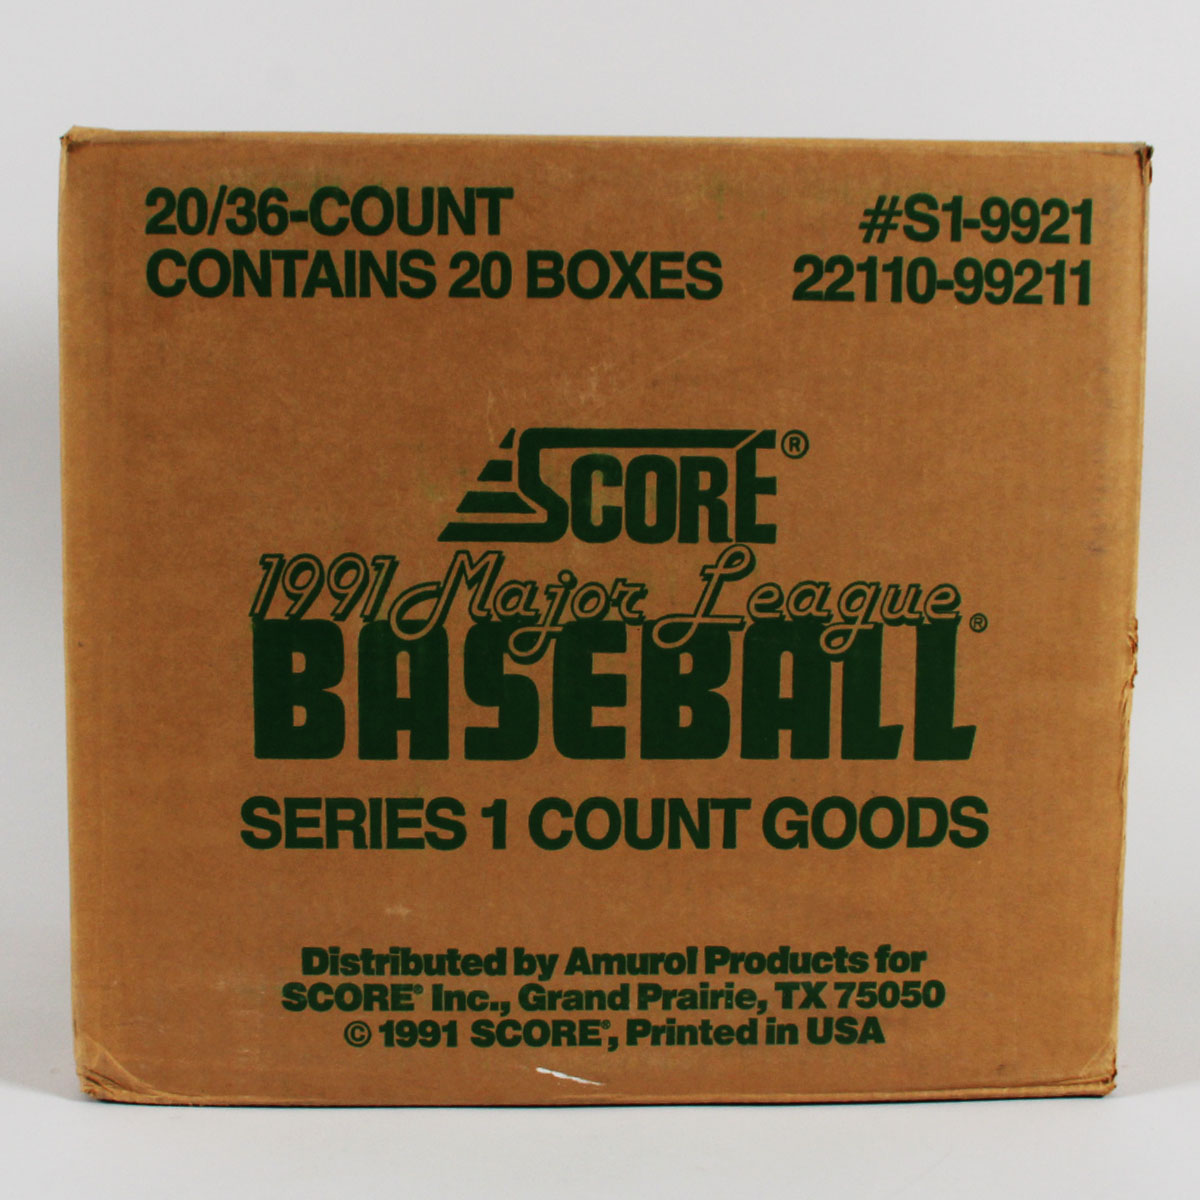 20/36-COUNT
CONTAINS 20 BOXES
#S1-9921
22110-99211
SCORE®
1991 Major League
BASEBALL®
SERIES 1 COUNT GOODS
Distributed by Amurol Products for
SCORE® Inc., Grand Prairie, TX 75050
© 1991 SCORE®, Printed in USA